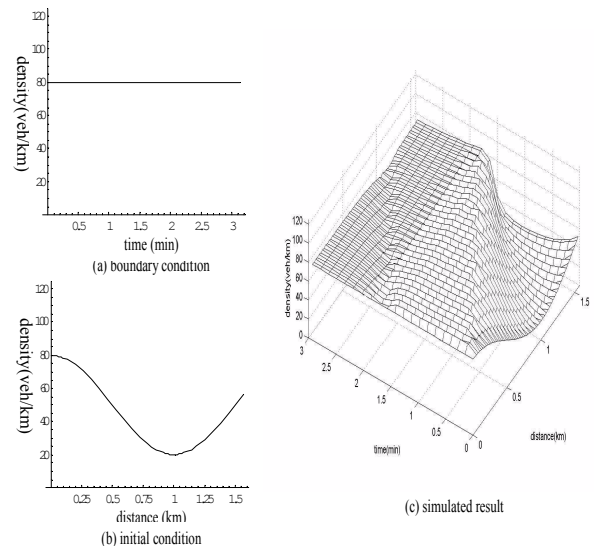 120
100
80
60
40
20
density(veh/km)
0.5 1 1.5 2 2.5 3
time (min)
(a) boundary condition
120
100
80
60
40
20
density(veh/km)
0.25 0.5 0.75 1 1.25 1.5
distance (km)
(b) initial condition
120
100
80
60
40
20
0
density(veh/km)
3
2.5
2
1.5
1
0.5
0
time(min)
0
0.5
1
1.5
distance(km)
(c) simulated result